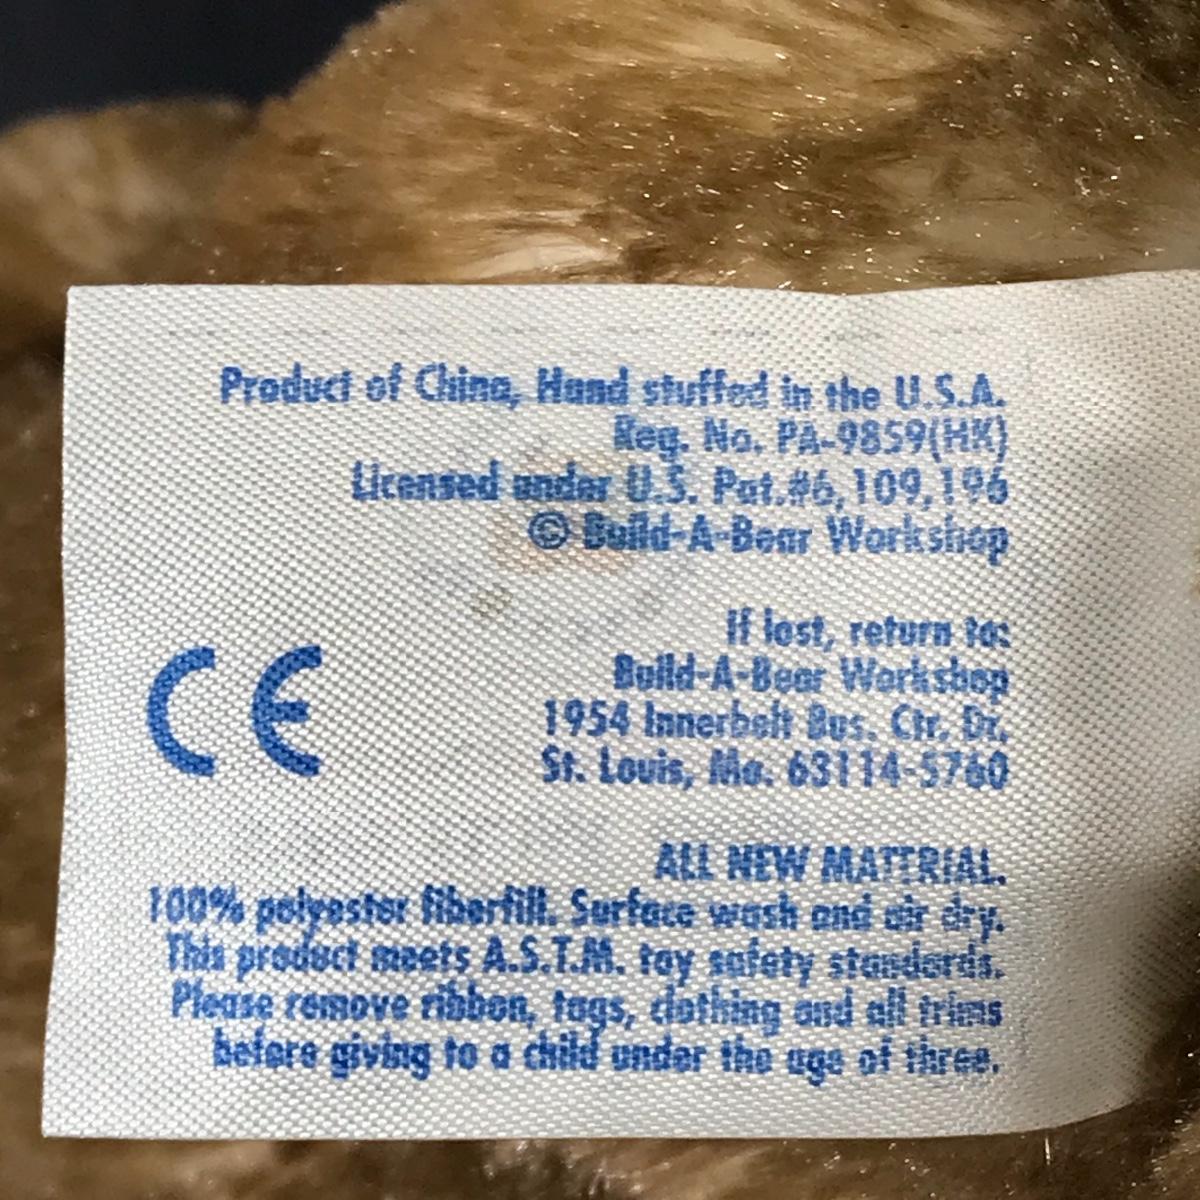 Product of China, Hand stuffed in the U.S.A.
Reg. No. PA-9859(HK)
Licensed under U.S. Pat.#6,109,196
© Build-A-Bear Workshop
If lost, return to:
Build-A-Bear Workshop
1954 Innerbelt Bus. Ctr. Dr.
St. Louis, Mo. 63114-5760
CE
ALL NEW MATERIAL.
100% polyester fiberfill. Surface wash and air dry.
This product meets A.S.T.M. toy safety standards.
Please remove ribbon, tags, clothing and all trims
before giving to a child under the age of three.